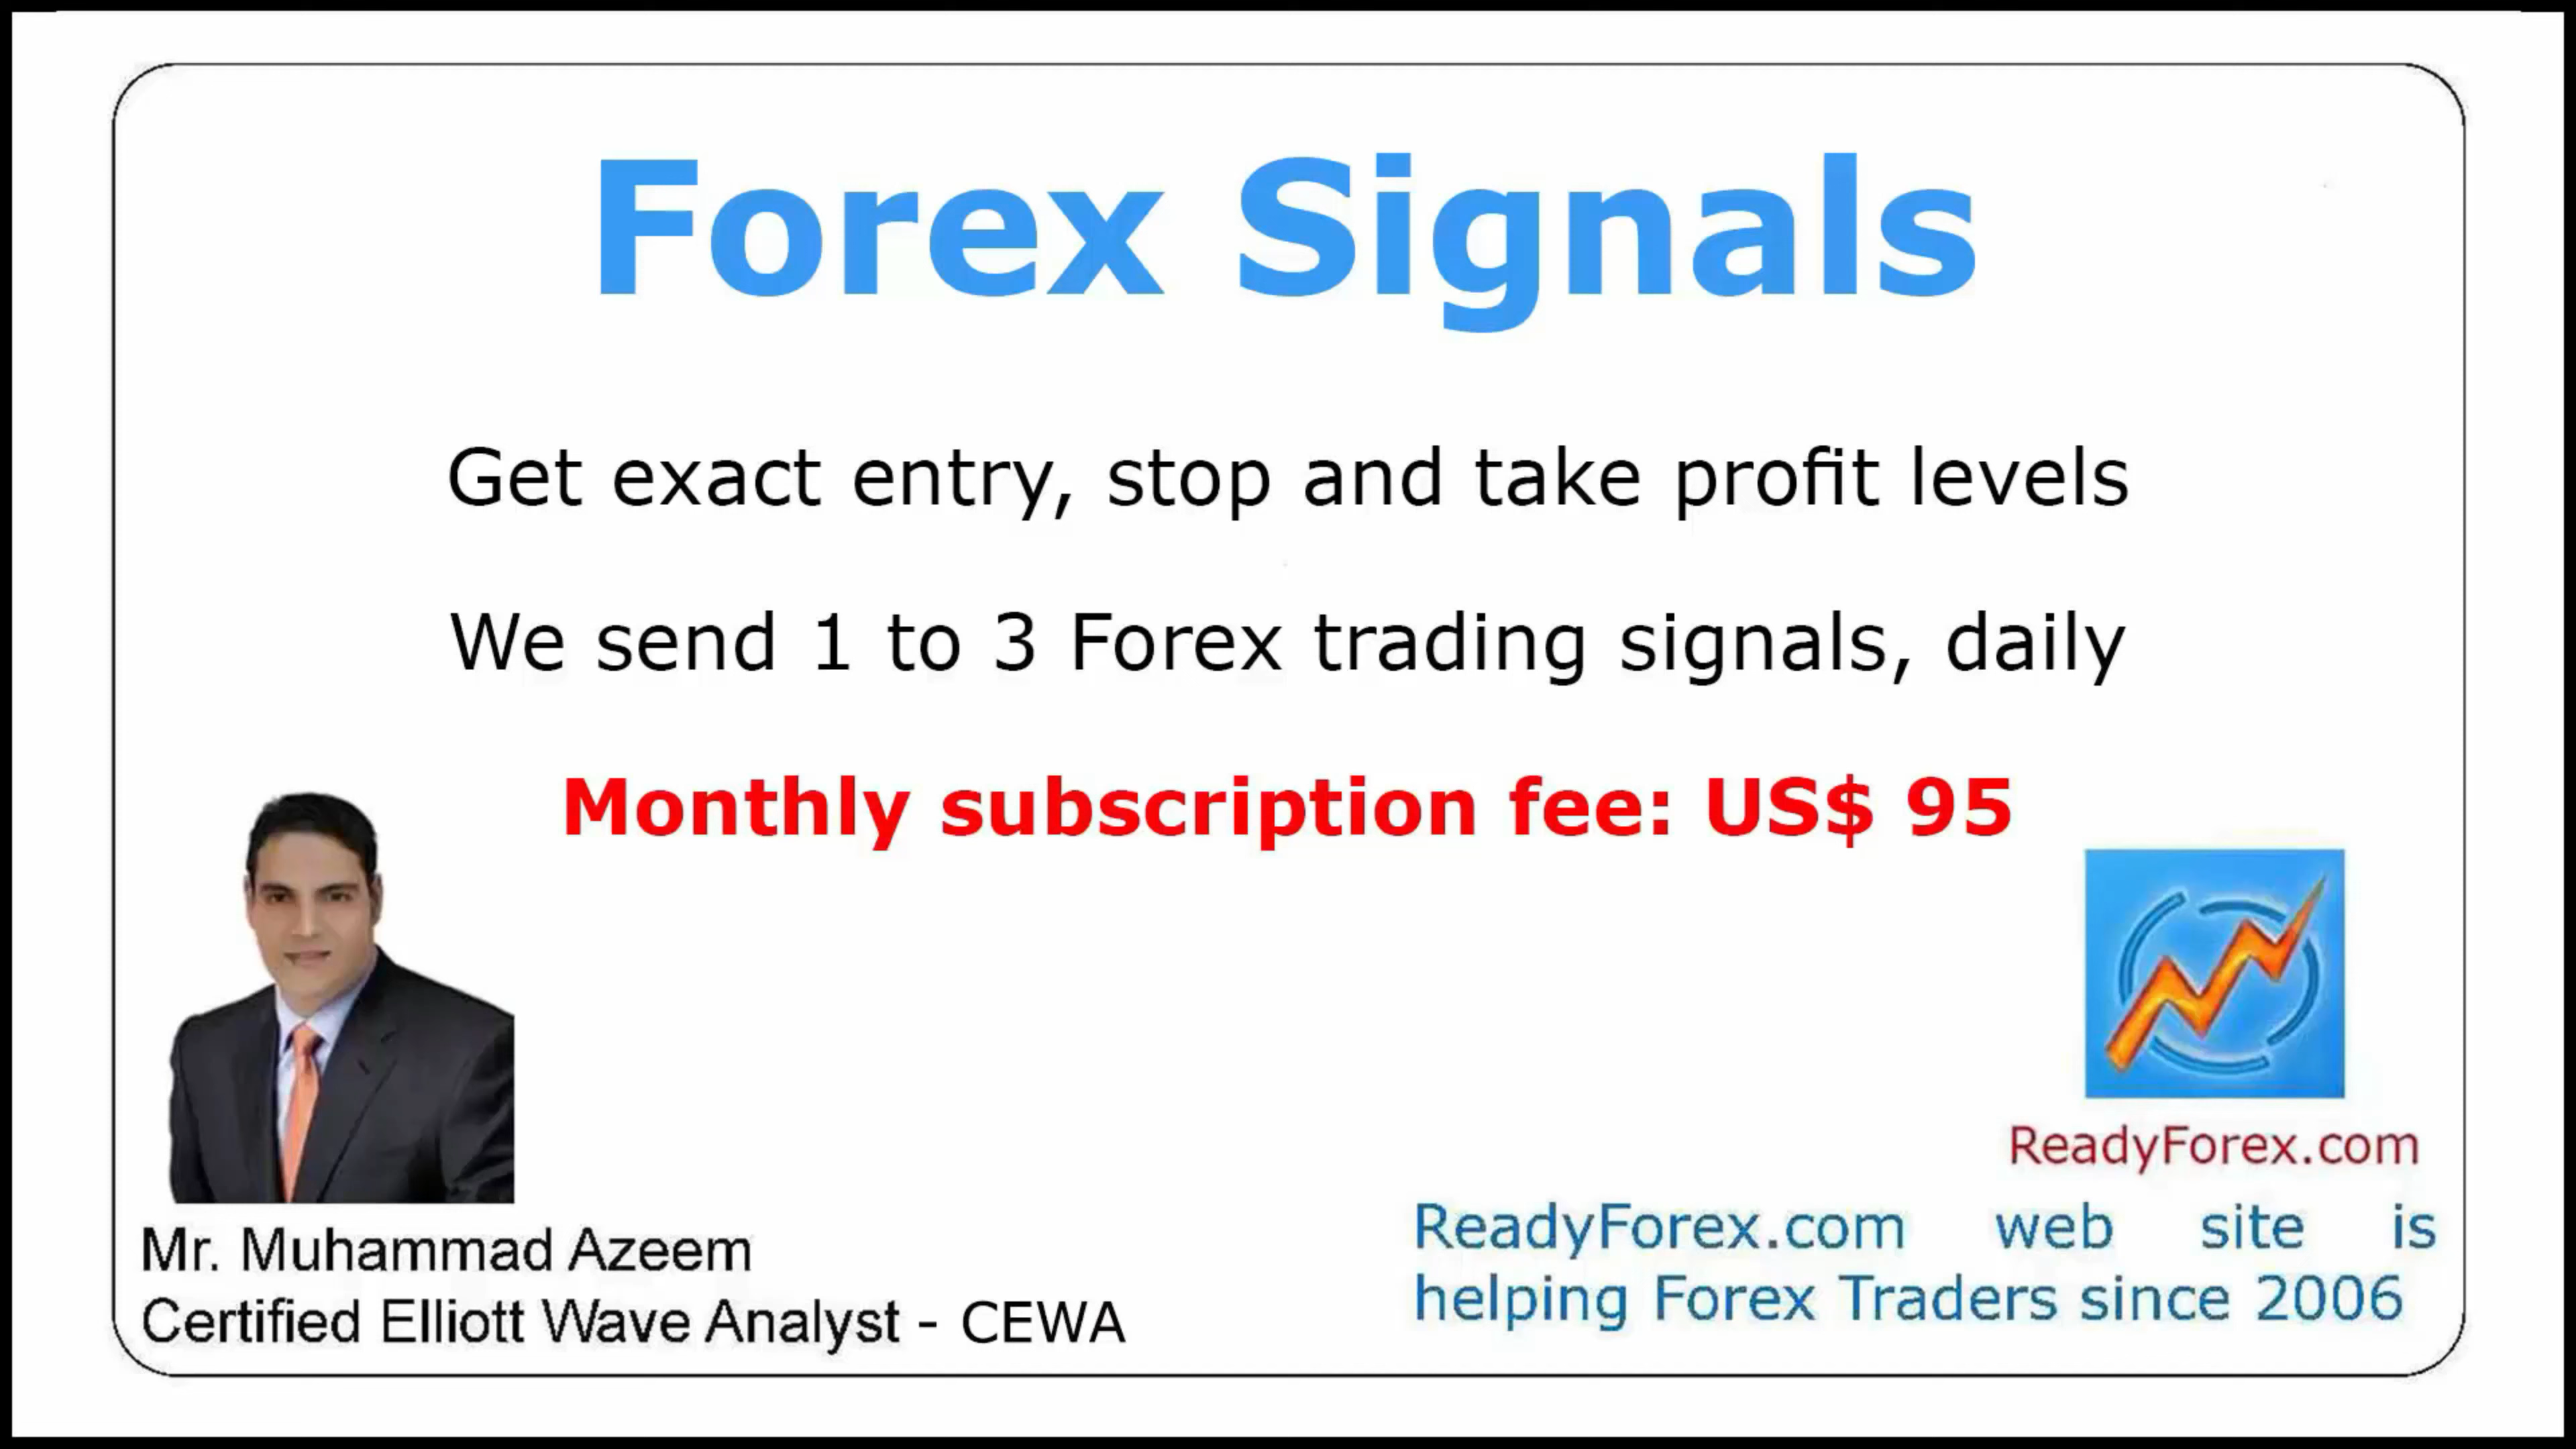 Forex Signals
Get exact entry, stop and take profit levels
We send 1 to 3 Forex trading signals, daily
Monthly subscription fee: US$ 95
ReadyForex.com
Mr. Muhammad Azeem
Certified Elliott Wave Analyst - CEWA
ReadyForex.com web site is
helping Forex Traders since 2006